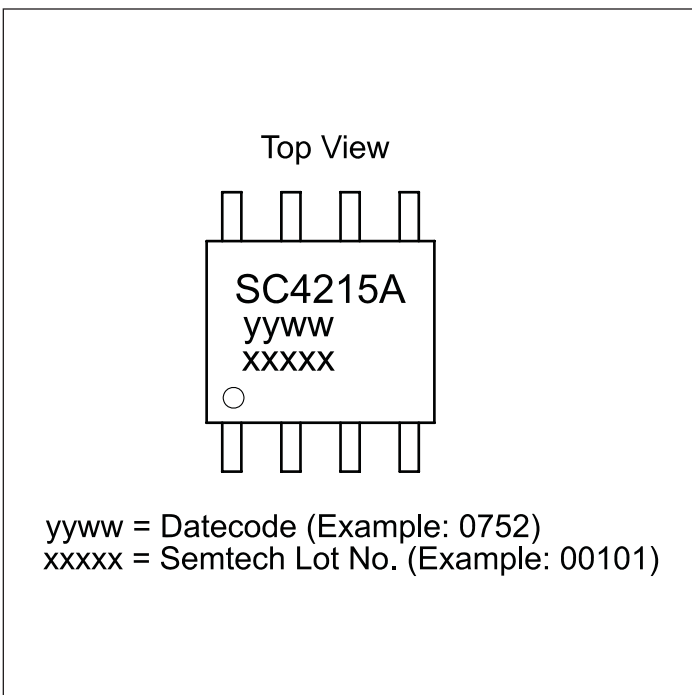 Top View
SC4215A
yyww
xxxxx
yyww = Datecode (Example: 0752)
xxxxx = Semtech Lot No. (Example: 00101)